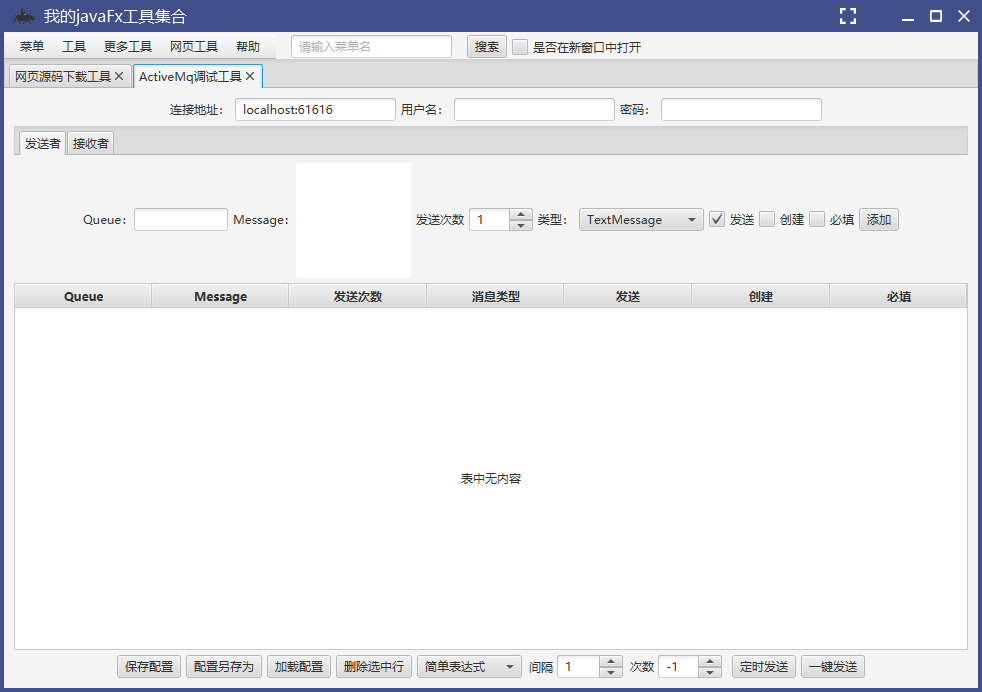 我的javaFx工具集合
菜单 工具 更多工具 网页工具 帮助 请输入菜单名 搜索 是否在新窗口中打开
网页源码下载工具 ActiveMq调试工具
连接地址： localhost:61616 用户名： 密码：
发送者 接收者
Queue： Message： 发送次数 1 类型： TextMessage 发送 创建 必填 添加
Queue Message 发送次数 消息类型 发送 创建 必填
表中无内容
保存配置 配置另存为 加载配置 删除选中行 简单表达式 间隔 1 次数 -1 定时发送 一键发送